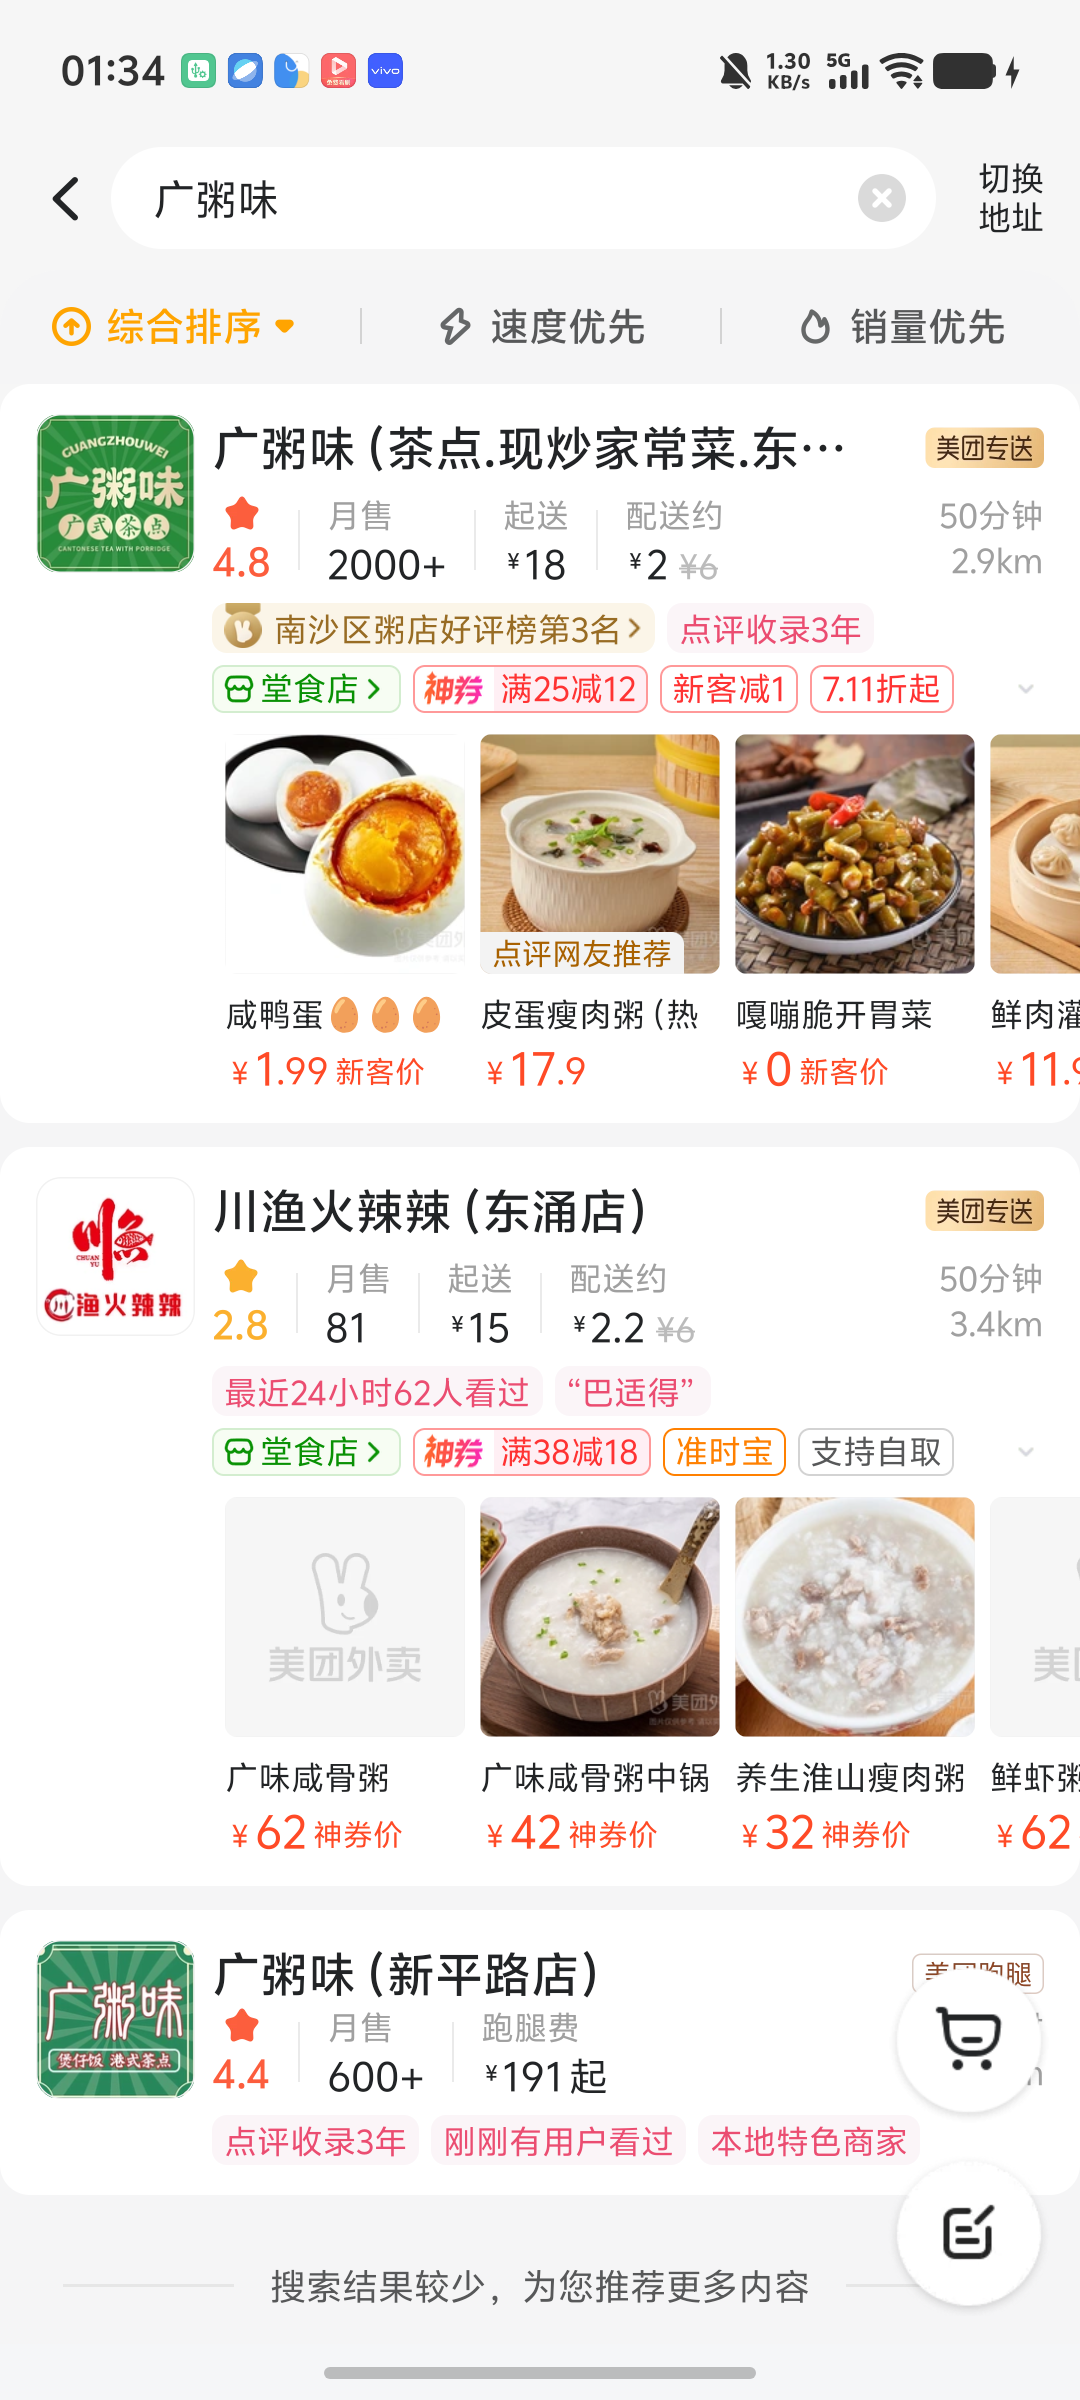 01:34
vivo
1.30 KB/s
5G
广粥味
切换
地址
综合排序
速度优先
销量优先
GUANGZHOUWEI
广粥味
广式茶点
CANTONESE TEA WITH PORRIDGE
广粥味 (茶点.现炒家常菜.东…
美团专送
月售 起送 配送约 50分钟
4.8 2000+ ¥18 ¥2 ¥6 2.9km
南沙区粥店好评榜第3名 点评收录3年
堂食店 神券 满25减12 新客减1 7.11折起
点评网友推荐
咸鸭蛋 皮蛋瘦肉粥 (热 嘎嘣脆开胃菜 鲜肉灌
¥1.99 新客价 ¥17.9 ¥0 新客价 ¥11.9
CHUAN YU
川渔火辣辣
川渔火辣辣 (东涌店)
美团专送
月售 起送 配送约 50分钟
2.8 81 ¥15 ¥2.2 ¥6 3.4km
最近24小时62人看过 “巴适得”
堂食店 神券 满38减18 准时宝 支持自取
美团外卖 美团外
广味咸骨粥 广味咸骨粥中锅 养生淮山瘦肉粥 鲜虾粥
¥62 神券价 ¥42 神券价 ¥32 神券价 ¥62
广粥味
煲仔饭 港式茶点
广粥味 (新平路店)
美团跑腿
月售 跑腿费
4.4 600+ ¥191起
点评收录3年 刚刚有用户看过 本地特色商家
搜索结果较少，为您推荐更多内容